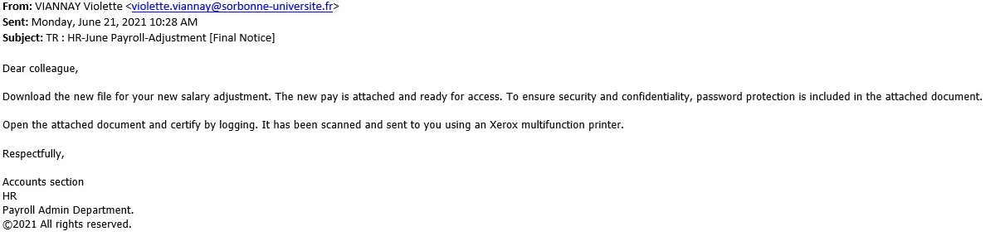 From: VIANNAY Violette <violette.viannay@sorbonne-universite.fr>
Sent: Monday, June 21, 2021 10:28 AM
Subject: TR : HR-June Payroll-Adjustment [Final Notice]
Dear colleague,
Download the new file for your new salary adjustment. The new pay is attached and ready for access. To ensure security and confidentiality, password protection is included in the attached document.
Open the attached document and certify by logging. It has been scanned and sent to you using an Xerox multifunction printer.
Respectfully,
Accounts section
HR
Payroll Admin Department.
©2021 All rights reserved.